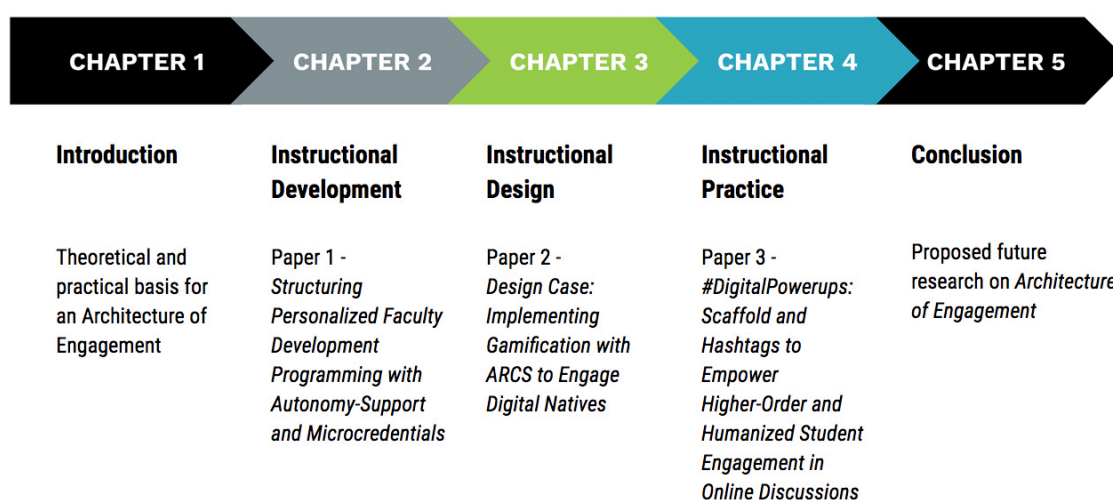 CHAPTER 1
CHAPTER 2
CHAPTER 3
CHAPTER 4
CHAPTER 5
Introduction
Theoretical and
practical basis for
an Architecture of
Engagement
Instructional
Development
Paper 1 -
Structuring
Personalized Faculty
Development
Programming with
Autonomy-Support
and Microcredentials
Instructional
Design
Paper 2 -
Design Case:
Implementing
Gamification with
ARCS to Engage
Digital Natives
Instructional
Practice
Paper 3 -
#DigitalPowerups:
Scaffold and
Hashtags to
Empower
Higher-Order and
Humanized Student
Engagement in
Online Discussions
Conclusion
Proposed future
research on Architecture
of Engagement